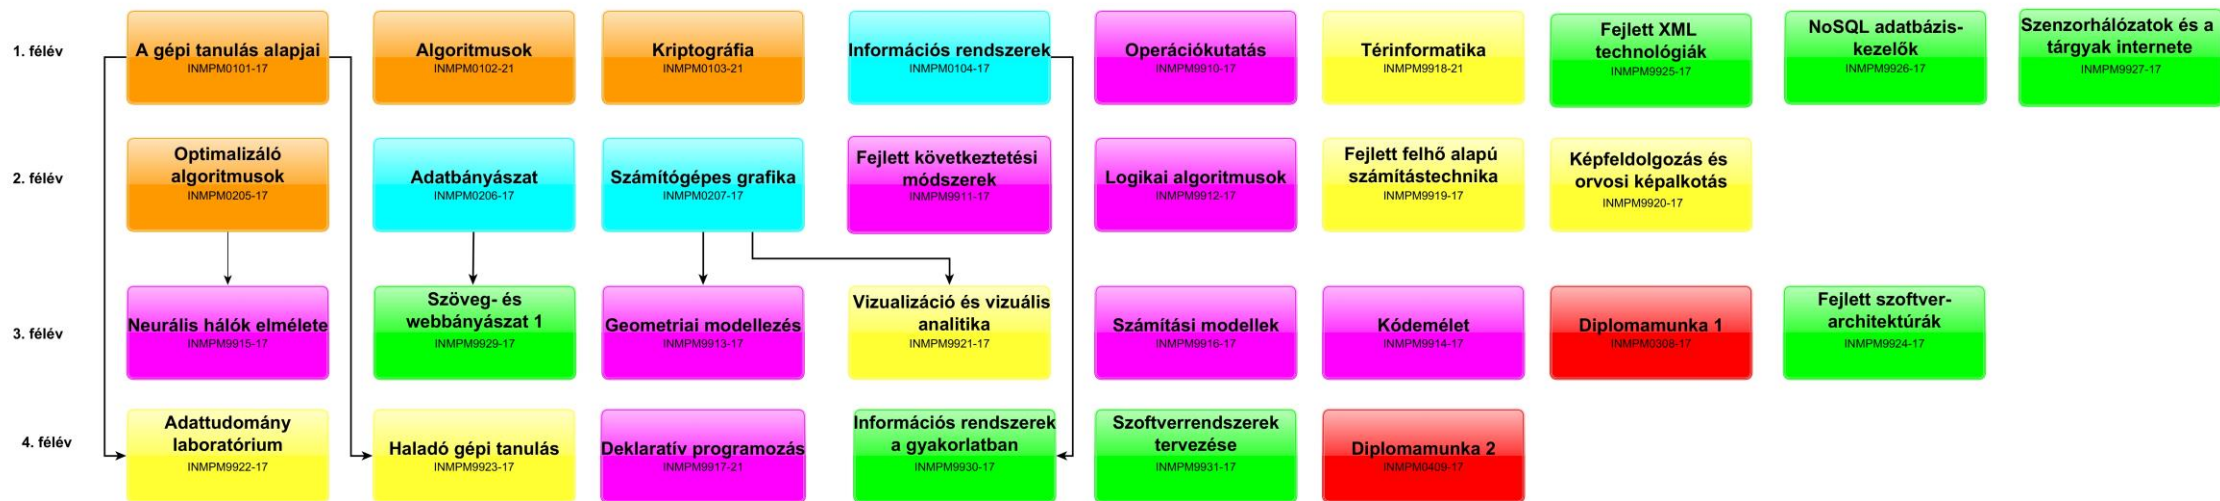 1. félév
A gépi tanulás alapjai
INMPM0101-17
Algoritmusok
INMPM0102-21
Kriptográfia
INMPM0103-21
Információs rendszerek
INMPM0104-17
Operációkutatás
INMPM9910-17
Térinformatika
INMPM9918-21
Fejlett XML
technológiák
INMPM9925-17
NoSQL adatbázis-
kezelők
INMPM9926-17
Szenzorhálózatok és a
tárgyak internete
INMPM9927-17
2. félév
Optimalizáló
algoritmusok
INMPM0205-17
Adatbányászat
INMPM0206-17
Számítógépes grafika
INMPM0207-17
Fejlett következtetési
módszerek
INMPM9911-17
Logikai algoritmusok
INMPM9912-17
Fejlett felhő alapú
számítástechnika
INMPM9919-17
Képfeldolgozás és
orvosi képalkotás
INMPM9920-17
3. félév
Neurális hálók elmélete
INMPM9915-17
Szöveg- és
webbányászat 1
INMPM9929-17
Geometriai modellezés
INMPM9913-17
Vizualizáció és vizuális
analitika
INMPM9921-17
Számítási modellek
INMPM9916-17
Kódemélet
INMPM9914-17
Diplomamunka 1
INMPM0308-17
Fejlett szoftver-
architektúrák
INMPM9924-17
4. félév
Adattudomány
laboratórium
INMPM9922-17
Haladó gépi tanulás
INMPM9923-17
Deklaratív programozás
INMPM9917-21
Információs rendszerek
a gyakorlatban
INMPM9930-17
Szoftverrendszerek
tervezése
INMPM9931-17
Diplomamunka 2
INMPM0409-17